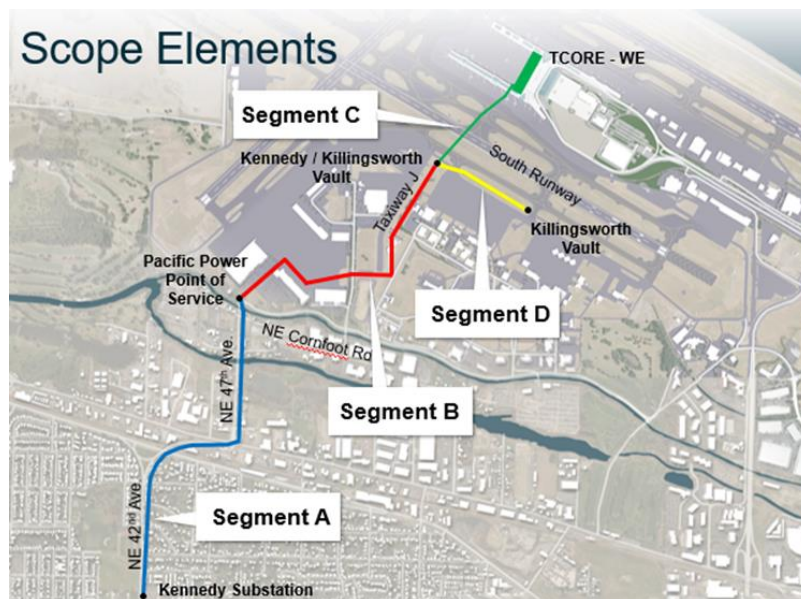 Scope Elements
TCORE - WE
Segment C
Kennedy / Killingsworth
Vault
South Runway
Taxiway J
Killingsworth
Vault
Pacific Power
Point of
Service
Segment D
NE Cornfoot Rd
NE 47th Ave.
Segment B
NE 42nd Ave.
Segment A
Kennedy Substation